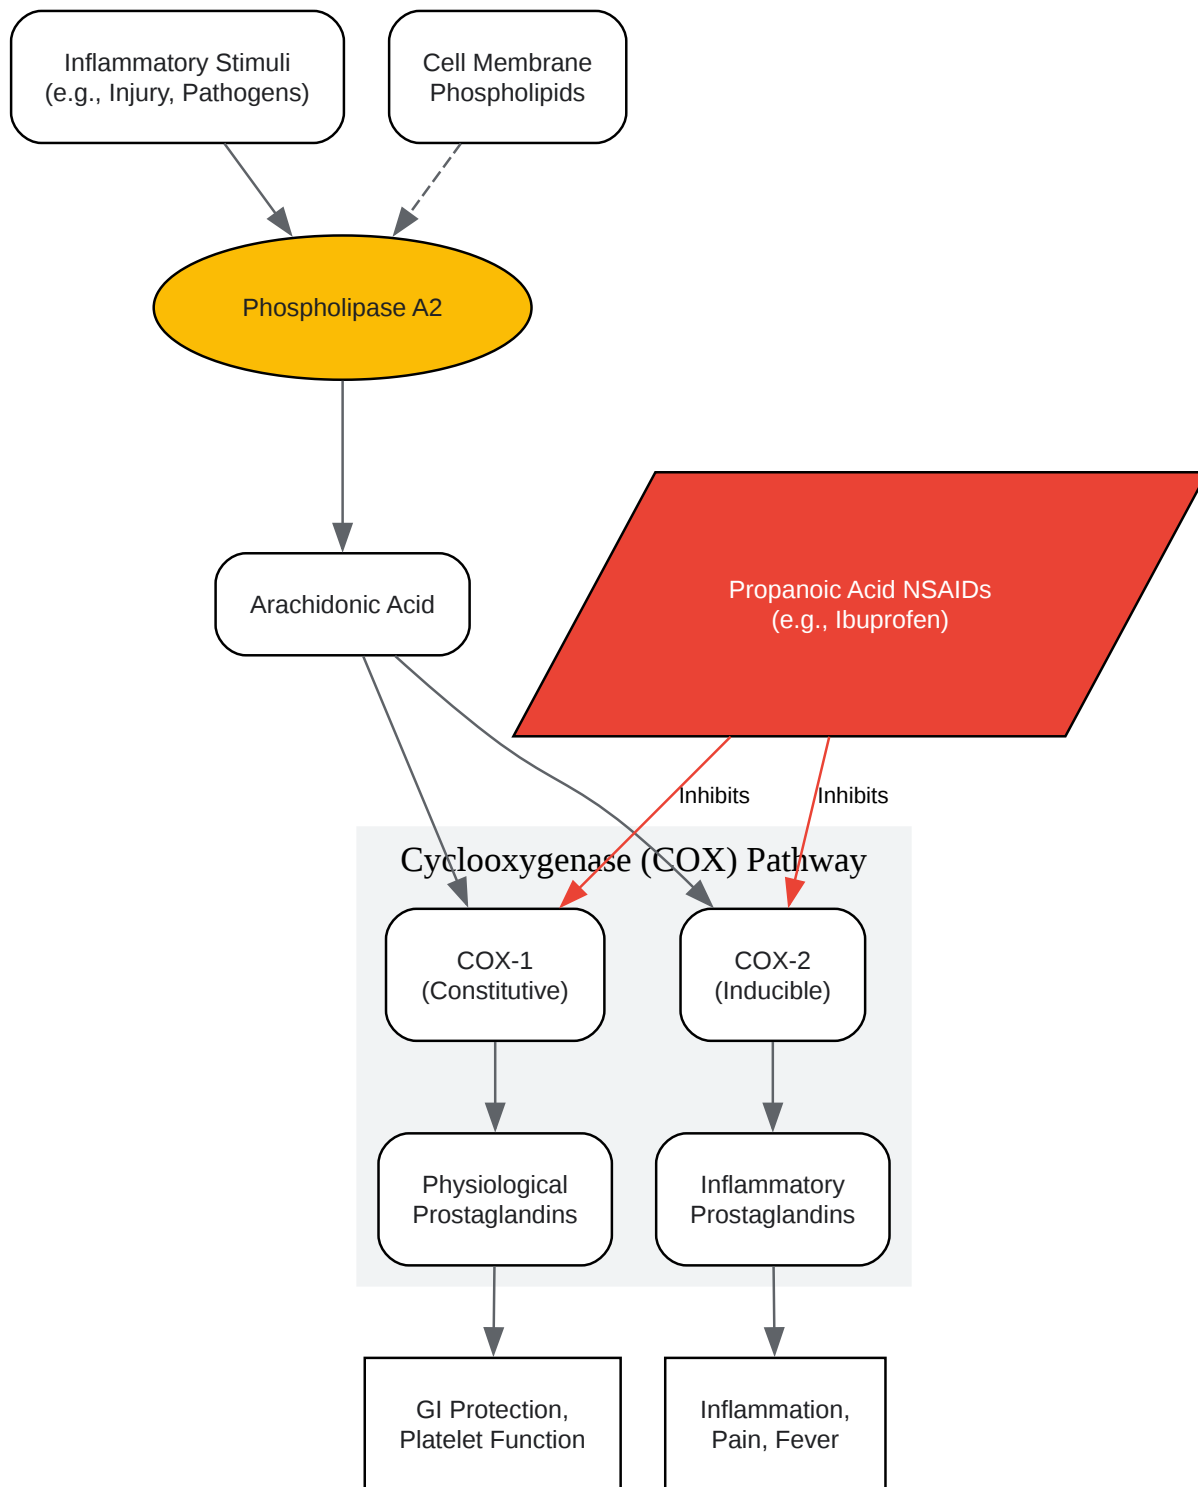 Inflammatory Stimuli
(e.g., Injury, Pathogens)
Cell Membrane
Phospholipids
Phospholipase A2
Arachidonic Acid
Propanoic Acid NSAIDs
(e.g., Ibuprofen)
Inhibits
Inhibits
Cyclooxygenase (COX) Pathway
COX-1
(Constitutive)
COX-2
(Inducible)
Physiological
Prostaglandins
Inflammatory
Prostaglandins
GI Protection,
Platelet Function
Inflammation,
Pain, Fever